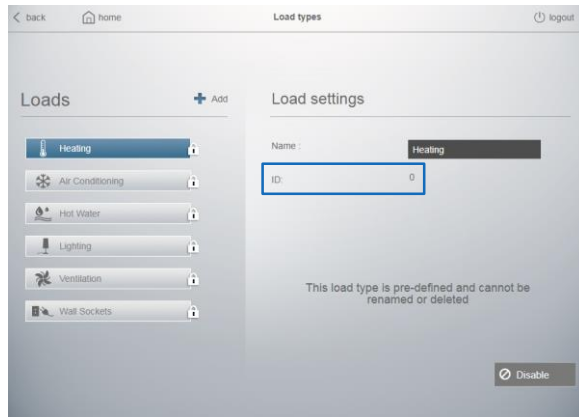 back
home
Load types
logout
Loads
Add
Load settings
Heating
Air Conditioning
Hot Water
Lighting
Ventilation
Wall Sockets
Name :
Heating
ID:
0
This load type is pre-defined and cannot be
renamed or deleted
Disable